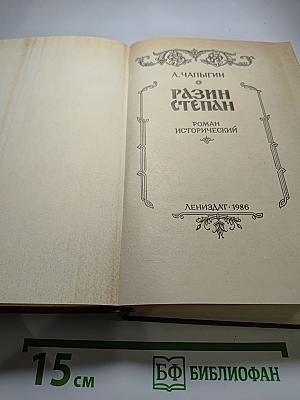 А. ЧАПЫГИН
РАЗИН
СТЕПАН
РОМАН
ИСТОРИЧЕСКИЙ
ЛЕНИЗДАТ · 1986
15 см
БФ БИБЛИОФАН